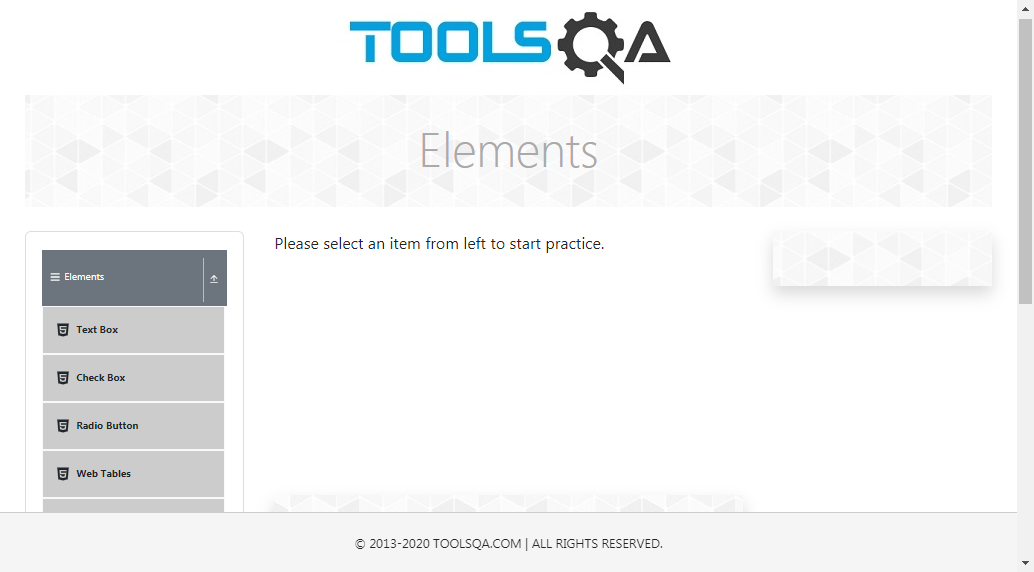 TOOLSQA
Elements
Please select an item from left to start practice.
Elements
Text Box
Check Box
Radio Button
Web Tables
© 2013-2020 TOOLSQA.COM | ALL RIGHTS RESERVED.